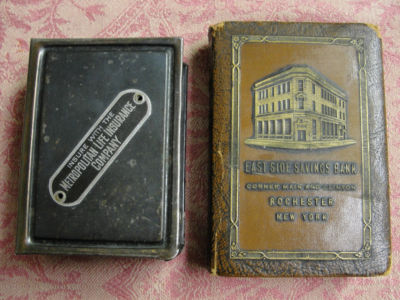 INSURE WITH THE
METROPOLITAN LIFE INSURANCE
COMPANY
EAST SIDE SAVINGS BANK
CORNER MAIN AND CLINTON
ROCHESTER
NEW YORK